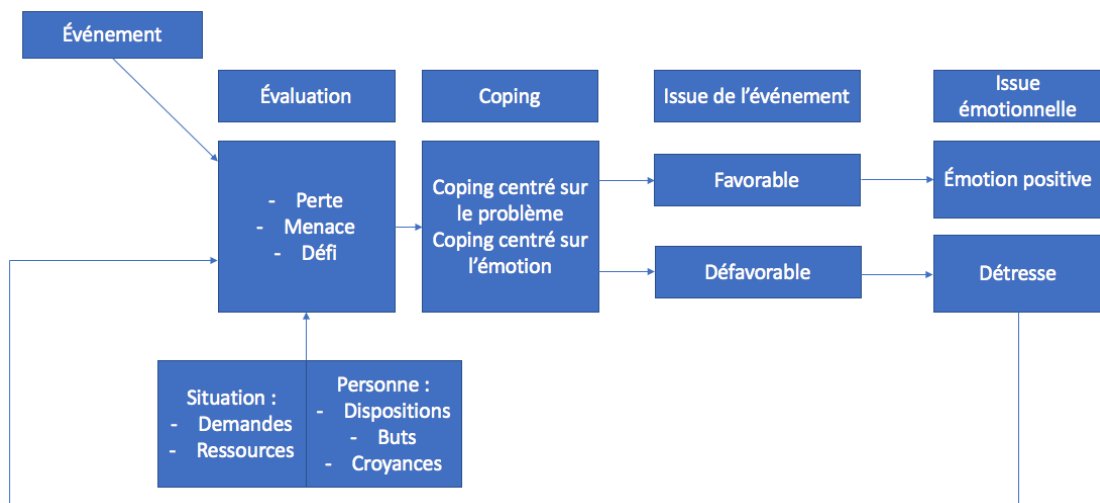 Événement
Évaluation
Coping
Issue de l'événement
Issue
émotionnelle
- Perte
- Menace
- Défi
Coping centré sur
le problème
Coping centré sur
l'émotion
Favorable
Émotion positive
Défavorable
Détresse
Situation :
- Demandes
- Ressources
Personne :
- Dispositions
- Buts
- Croyances